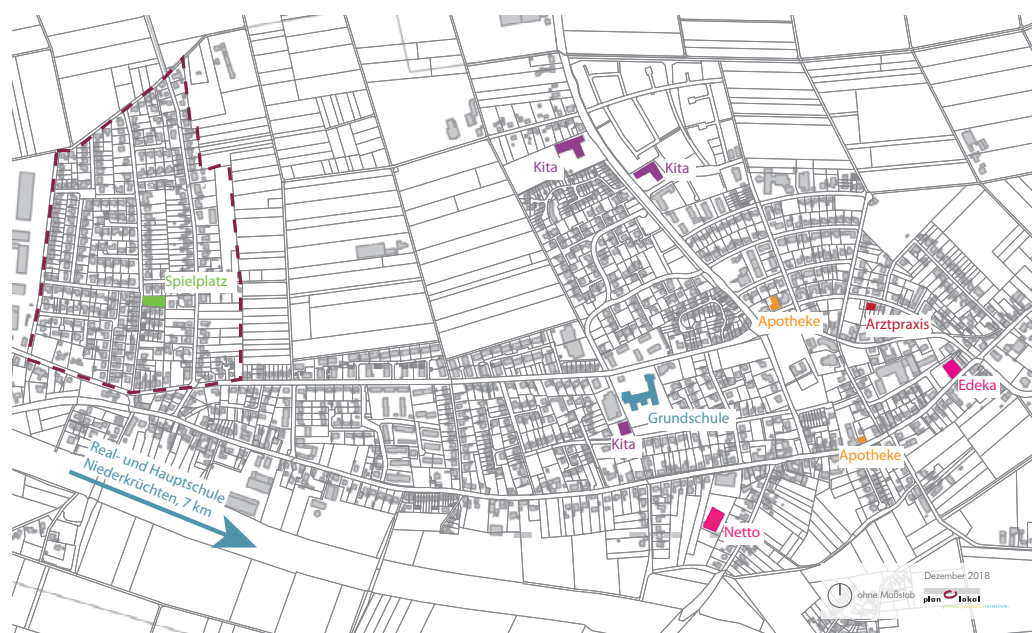 Kita
Kita
Spielplatz
Apotheke
Arztpraxis
Edeka
Grundschule
Kita
Apotheke
Real- und Hauptschule
Niederkrüchten, 7 km
Netto
Dezember 2018
ohne Maßstab
plan lokal